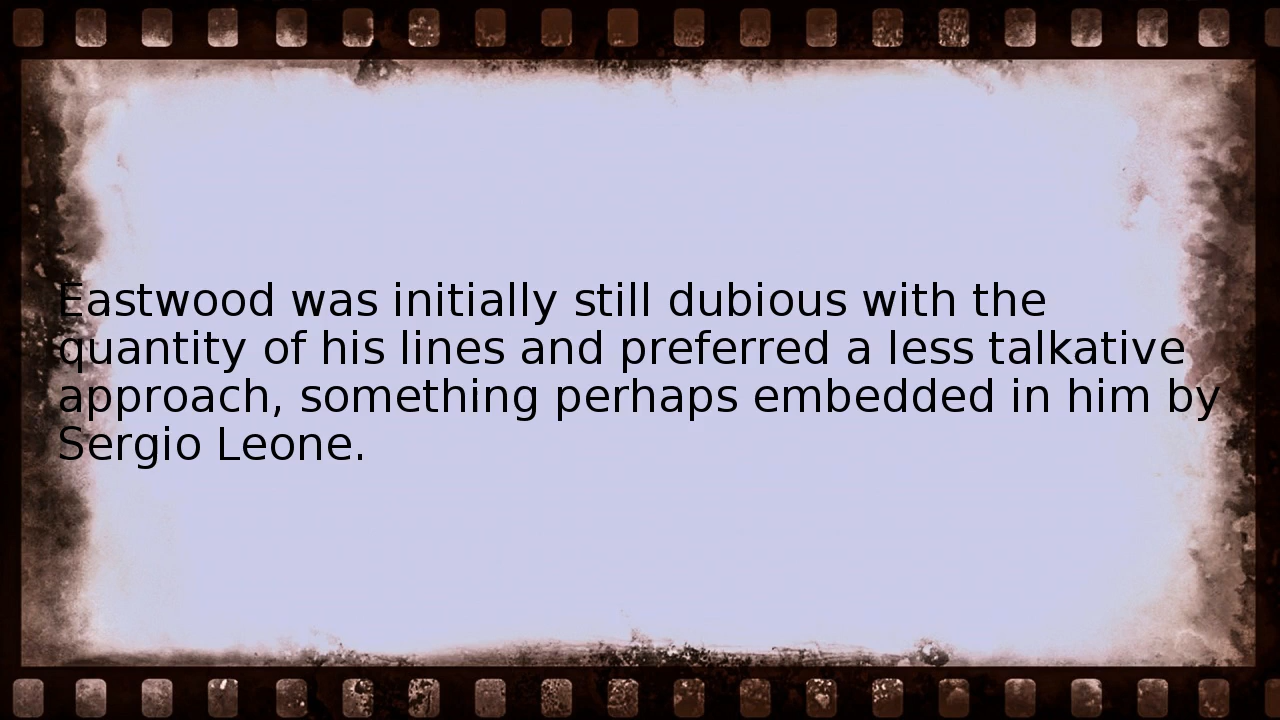 Eastwood was initially still dubious with the
quantity of his lines and preferred a less talkative
approach, something perhaps embedded in him by
Sergio Leone.